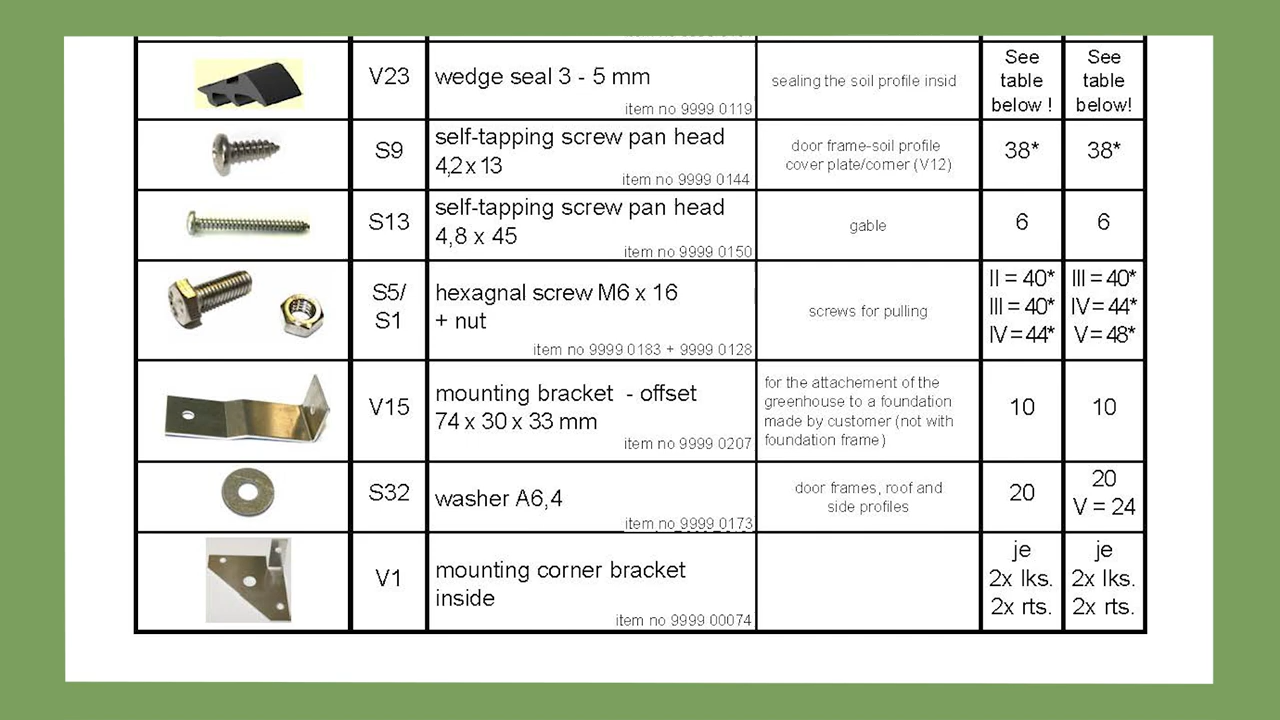 V23
wedge seal 3 - 5 mm
item no 9999 0119
sealing the soil profile insid
See
table
below !
See
table
below!
S9
self-tapping screw pan head
4,2 x 13
item no 9999 0144
door frame-soil profile
cover plate/corner (V12)
38*
38*
S13
self-tapping screw pan head
4,8 x 45
item no 9999 0150
gable
6
6
S5/
S1
hexagnal screw M6 x 16
+ nut
item no 9999 0183 + 9999 0128
screws for pulling
II = 40*
III = 40*
IV = 44*
III = 40*
IV = 44*
V = 48*
V15
mounting bracket - offset
74 x 30 x 33 mm
item no 9999 0207
for the attachement of the
greenhouse to a foundation
made by customer (not with
foundation frame)
10
10
S32
washer A6,4
item no 9999 0173
door frames, roof and
side profiles
20
20
V = 24
V1
mounting corner bracket
inside
item no 9999 00074
je
2x lks.
2x rts.
je
2x lks.
2x rts.